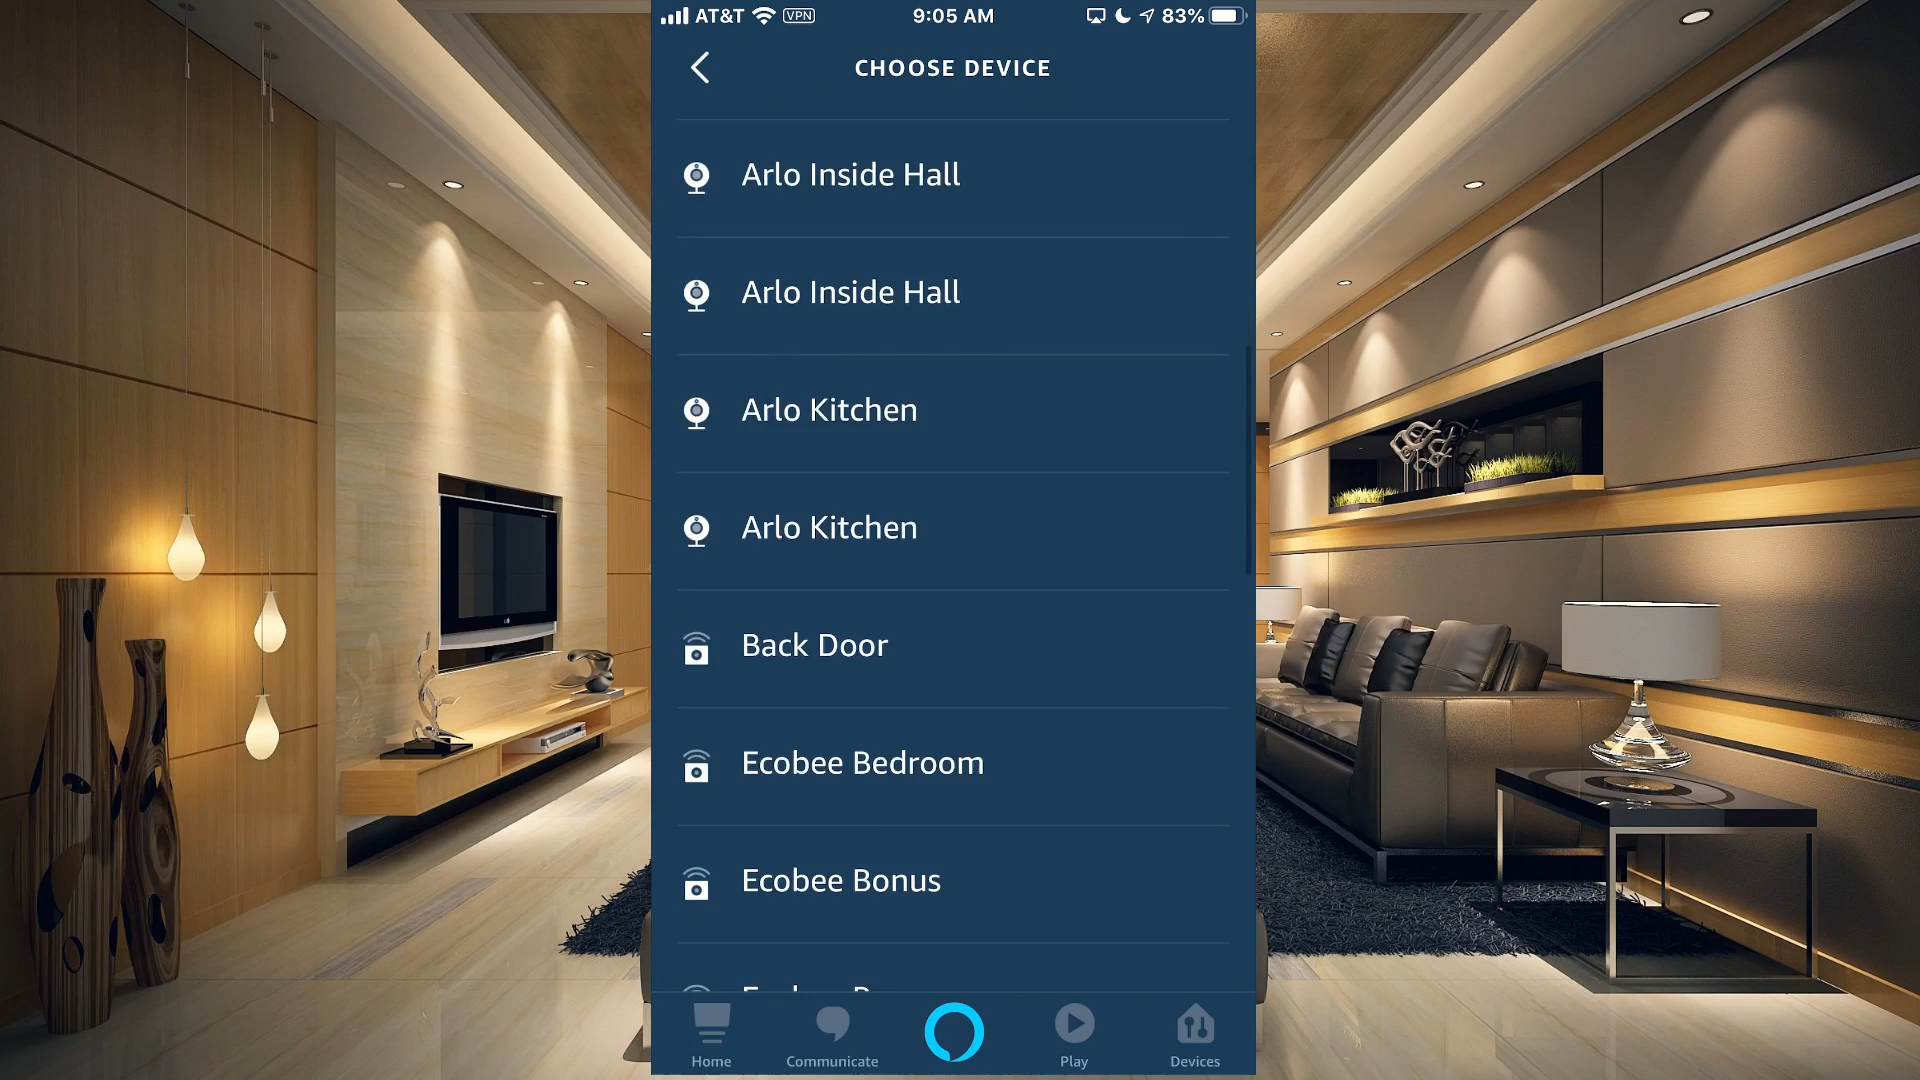 AT&T VPN 9:05 AM 83%
CHOOSE DEVICE
Arlo Inside Hall
Arlo Inside Hall
Arlo Kitchen
Arlo Kitchen
Back Door
Ecobee Bedroom
Ecobee Bonus
Home Communicate Play Devices